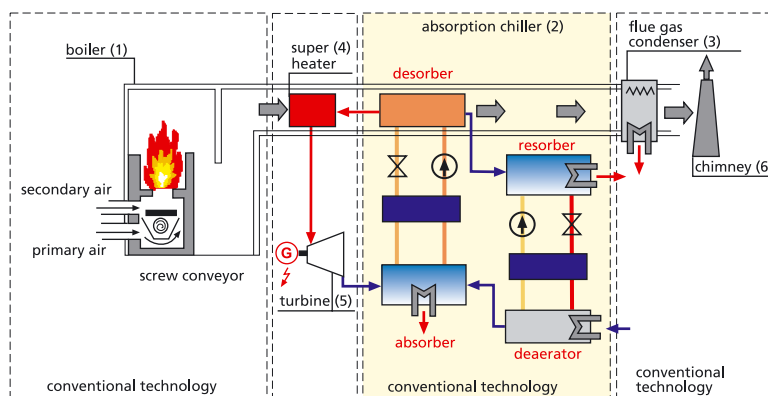 absorption chiller (2)
flue gas
condenser (3)
boiler (1)
super (4)
heater
desorber
resorber
chimney (6
secondary air
primary air
screw conveyor
G
turbine (5)
absorber
deaerator
conventional technology
conventional technology
conventional
technology